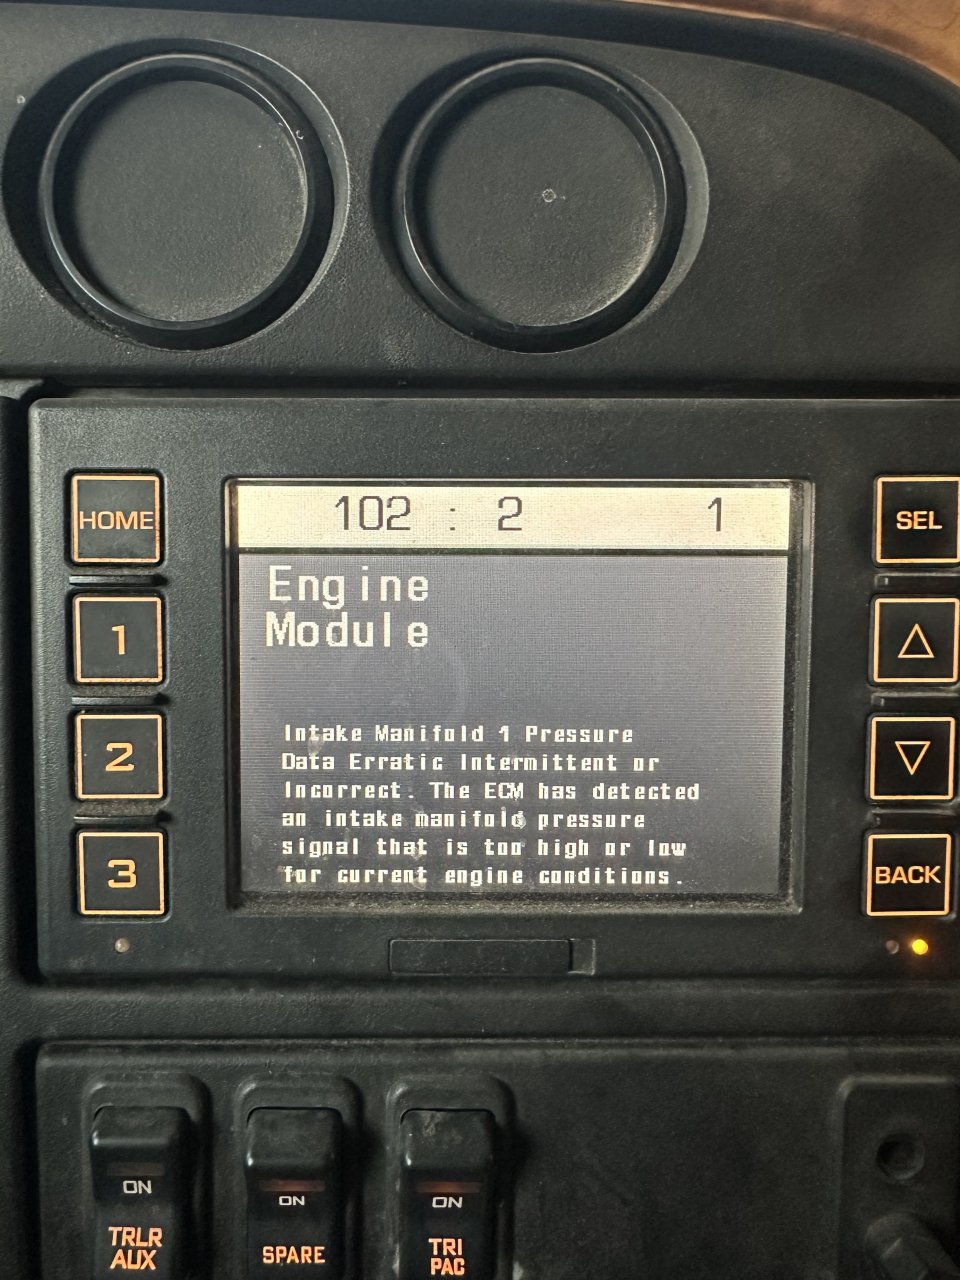 102 : 2 1
HOME
SEL
Engine
Module
1
2
3
BACK
Intake Manifold 1 Pressure
Data Erratic Intermittent or
Incorrect. The ECM has detected
an intake manifold pressure
signal that is too high or low
for current engine conditions.
ON
TRLR
AUX
ON
SPARE
ON
TRI
PAC